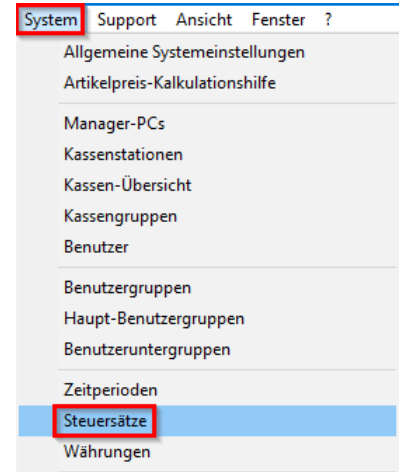 System Support Ansicht Fenster ?
Allgemeine Systemeinstellungen
Artikelpreis-Kalkulationshilfe
Manager-PCs
Kassenstationen
Kassen-Übersicht
Kassengruppen
Benutzer
Benutzergruppen
Haupt-Benutzergruppen
Benutzeruntergruppen
Zeitperioden
Steuersätze
Währungen